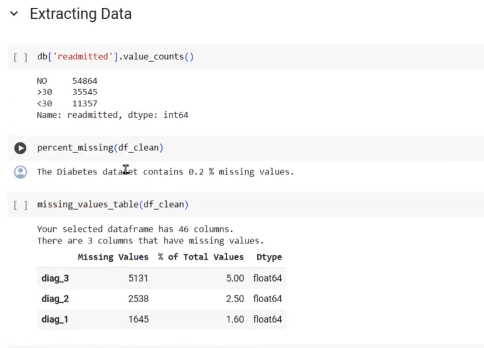 Extracting Data
[ ] db['readmitted'].value_counts()
NO 54864
>30 35545
<30 11357
Name: readmitted, dtype: int64
percent_missing(df_clean)
The Diabetes dataset contains 0.2 % missing values.
[ ] missing_values_table(df_clean)
Your selected dataframe has 46 columns.
There are 3 columns that have missing values.
Missing Values % of Total Values Dtype
diag_3 5131 5.00 float64
diag_2 2538 2.50 float64
diag_1 1645 1.60 float64